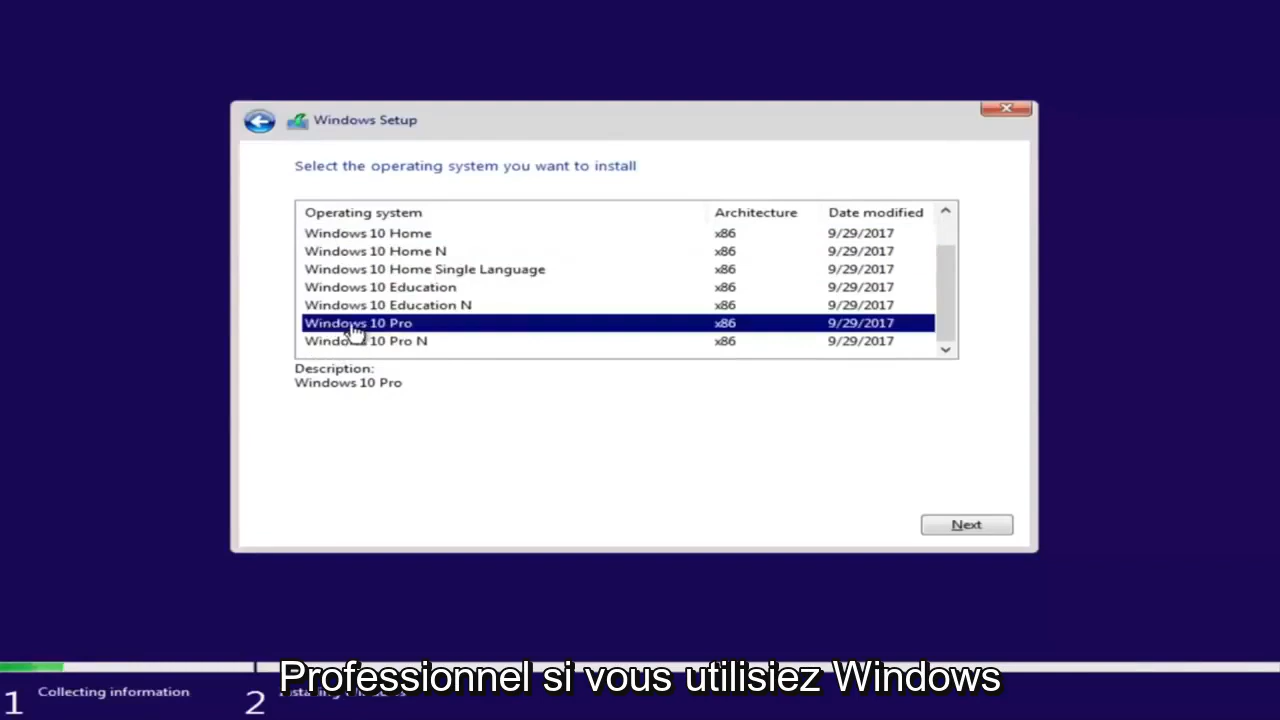 Windows Setup
Select the operating system you want to install
Operating system Architecture Date modified
Windows 10 Home x86 9/29/2017
Windows 10 Home N x86 9/29/2017
Windows 10 Home Single Language x86 9/29/2017
Windows 10 Education x86 9/29/2017
Windows 10 Education N x86 9/29/2017
Windows 10 Pro x86 9/29/2017
Windows 10 Pro N x86 9/29/2017
Description:
Windows 10 Pro
Next
Professionnel si vous utilisiez Windows
1 Collecting information 2